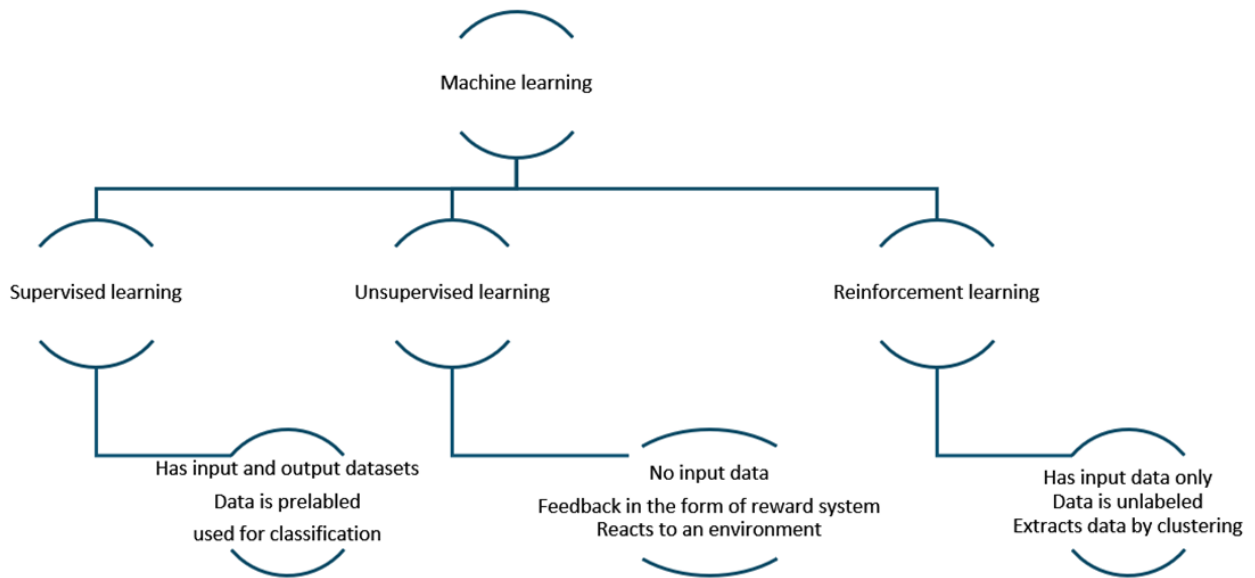 Machine learning
Supervised learning
Unsupervised learning
Reinforcement learning
Has input and output datasets
Data is prelabled
used for classification
No input data
Feedback in the form of reward system
Reacts to an environment
Has input data only
Data is unlabeled
Extracts data by clustering